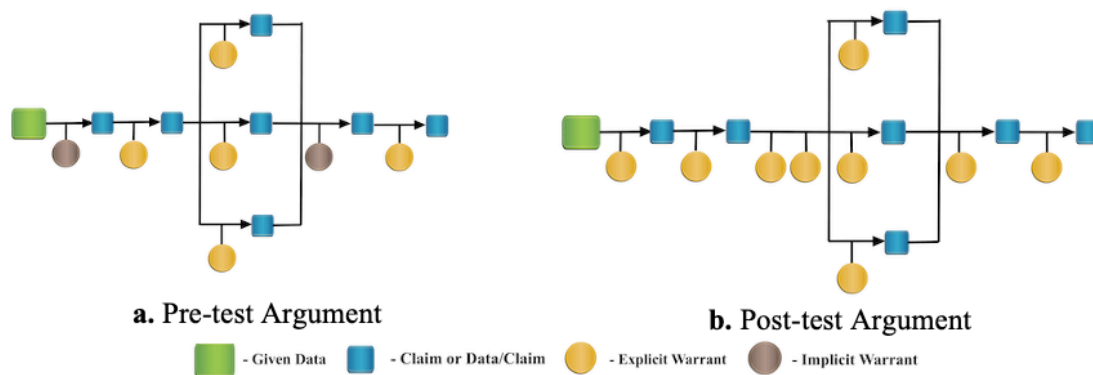 a. Pre-test Argument
b. Post-test Argument
- Given Data
- Claim or Data/Claim
- Explicit Warrant
- Implicit Warrant